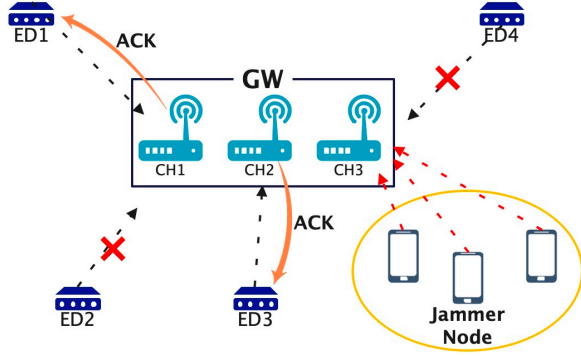 ED1
ACK
ED4
GW
CH1
CH2
CH3
ACK
ED2
ED3
Jammer
Node